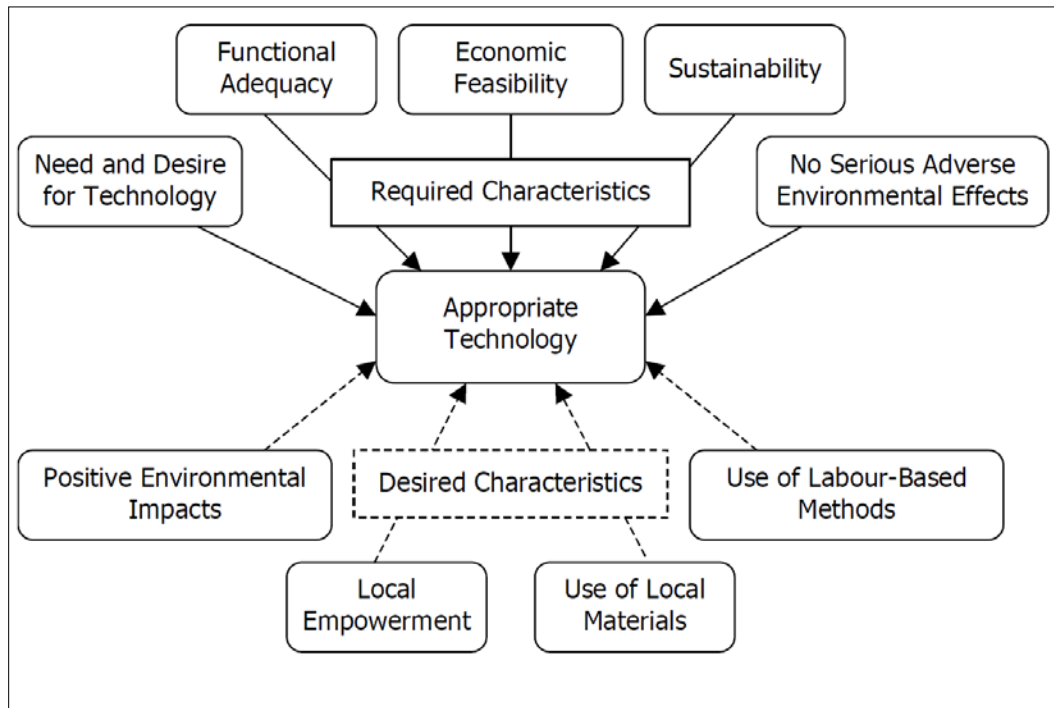 Functional
Adequacy
Economic
Feasibility
Sustainability
Need and Desire
for Technology
Required Characteristics
No Serious Adverse
Environmental Effects
Appropriate
Technology
Positive Environmental
Impacts
Desired Characteristics
Use of Labour-Based
Methods
Local
Empowerment
Use of Local
Materials